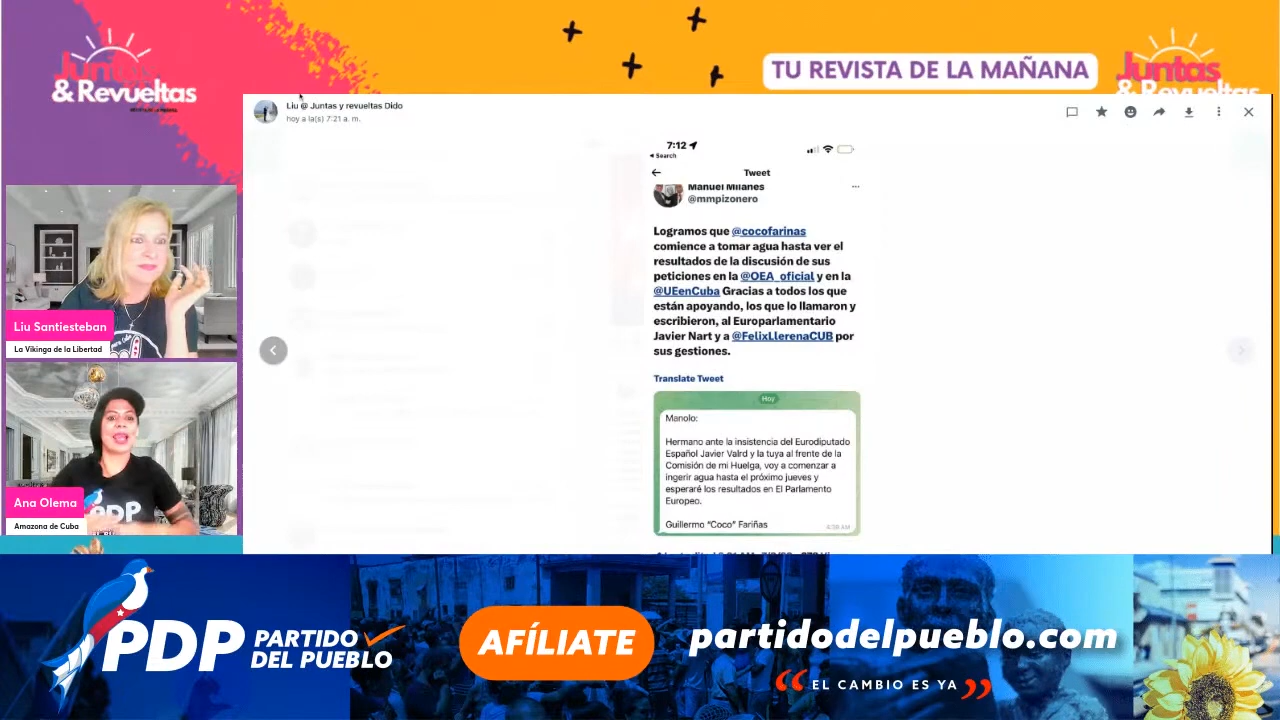 Juntas
& Revueltas
TU REVISTA DE LA MAÑANA
Juntas
& Revueltas
Liu @ Juntas y revueltas Dido
hoy a la(s) 7:21 a. m.
7:12
Search
Tweet
Manuel Milanes
@mmpizonero
Logramos que @cocofarinas
comience a tomar agua hasta ver el
resultados de la discusión de sus
peticiones en la @OEA_oficial y en la
@UEenCuba Gracias a todos los que
están apoyando, los que lo llamaron y
escribieron, al Europarlamentario
Javier Nart y a @FelixLlerenaCUB por
sus gestiones.
Translate Tweet
Hoy
Manolo:
Hermano ante la insistencia del Eurodiputado
Español Javier Valrd y la tuya al frente de la
Comisión de mi Huelga, voy a comenzar a
ingerir agua hasta el próximo jueves y
esperaré los resultados en El Parlamento
Europeo.
Guillermo “Coco” Fariñas
Liu Santiesteban
La Vikinga de la Libertad
PDP
Ana Olema
Amazona de Cuba
PDP PARTIDO
DEL PUEBLO
AFÍLIATE
partidodelpueblo.com
“ EL CAMBIO ES YA ”